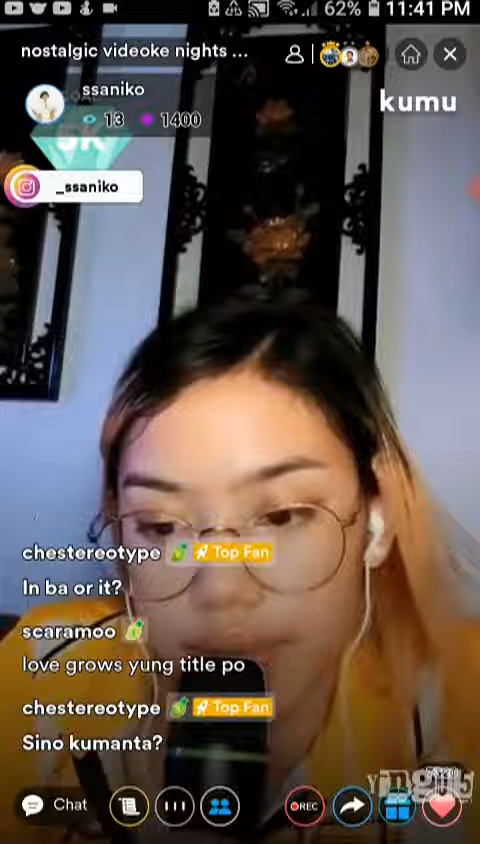 62% 11:41 PM
nostalgic videoke nights ...
ssaniko
13 1400
kumu
5K
_ssaniko
chestereotype Top Fan
In ba or it?
scaramoo
love grows yung title po
chestereotype Top Fan
Sino kumanta?
Chat
REC